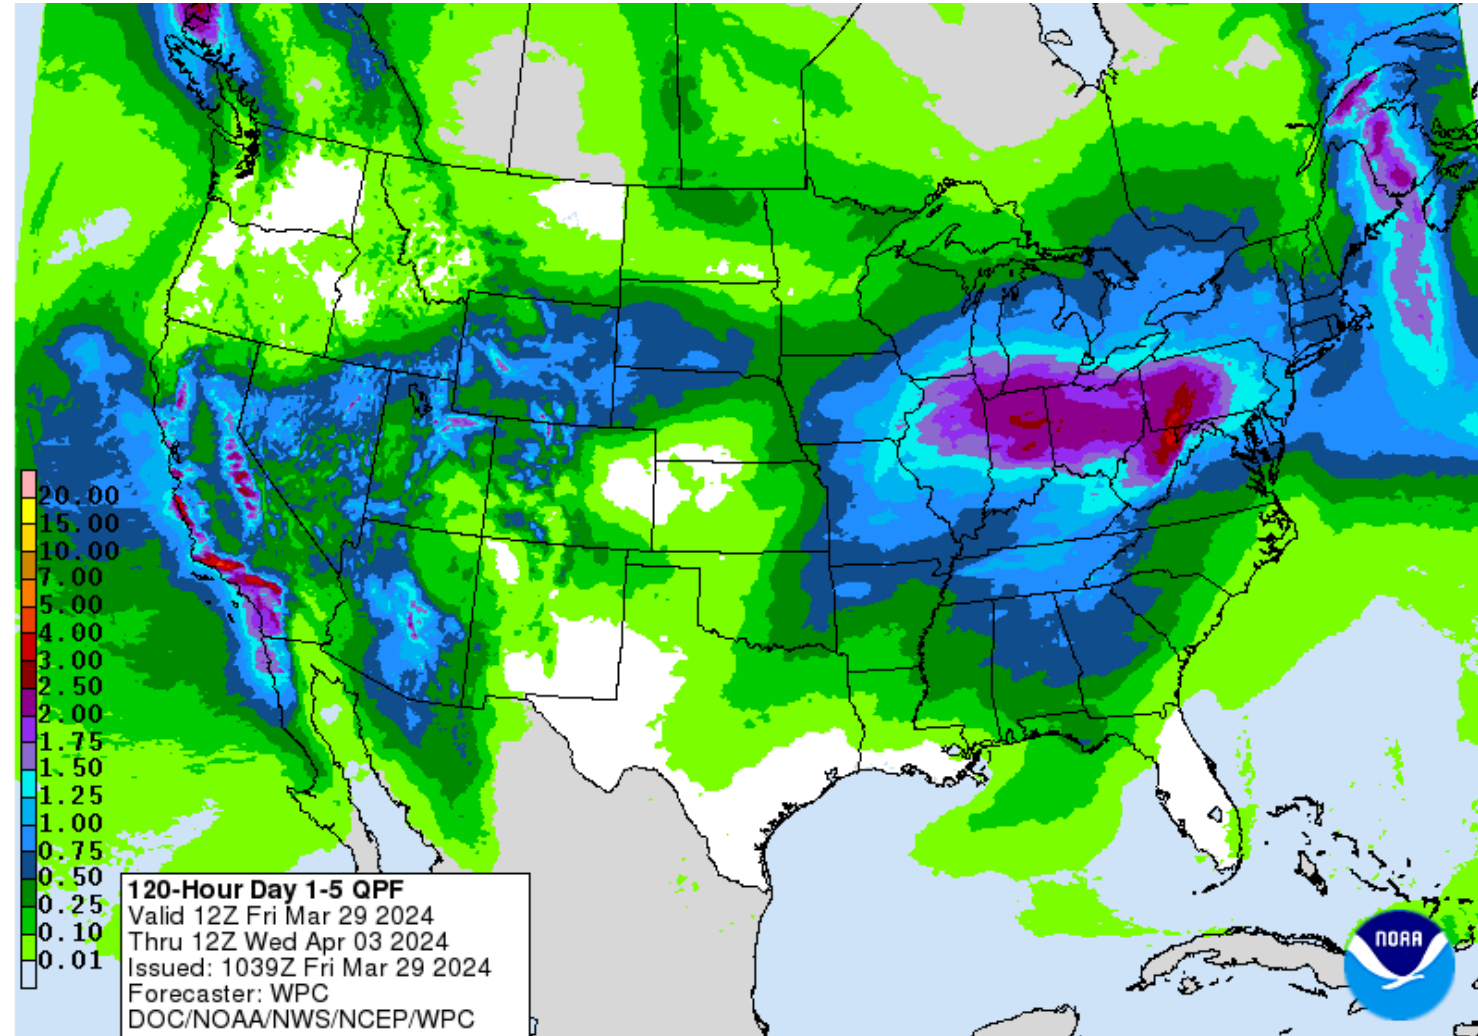 20.00
15.00
10.00
7.00
5.00
4.00
3.00
2.50
2.00
1.75
1.50
1.25
1.00
0.75
0.50
0.25
0.10
0.01
120-Hour Day 1-5 QPF
Valid 12Z Fri Mar 29 2024
Thru 12Z Wed Apr 03 2024
Issued: 1039Z Fri Mar 29 2024
Forecaster: WPC
DOC/NOAA/NWS/NCEP/WPC
NOAA